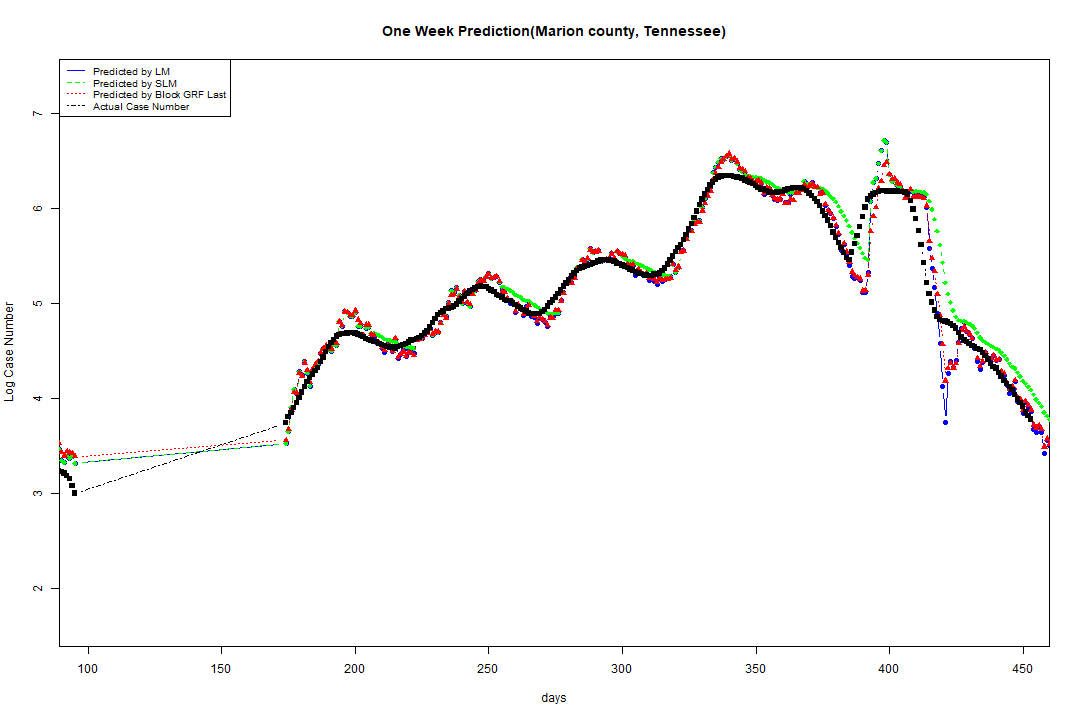 One Week Prediction(Marion county, Tennessee)
Predicted by LM
Predicted by SLM
Predicted by Block GRF Last
Actual Case Number
7
6
5
4
3
2
Log Case Number
100 150 200 250 300 350 400 450
days